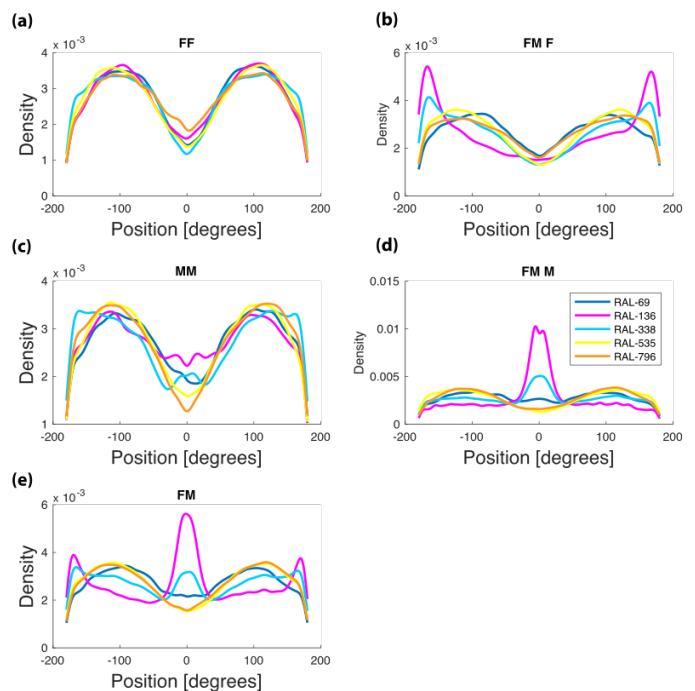 (a)
FF
4 x 10⁻³
3
2
1
0
Density
-200 -100 0 100 200
Position [degrees]
(b)
FM F
6 x 10⁻³
4
2
0
Density
-200 -100 0 100 200
Position [degrees]
(c)
MM
4 x 10⁻³
3
2
1
Density
-200 -100 0 100 200
Position [degrees]
(d)
FM M
0.015
0.01
0.005
0
Density
RAL-69
RAL-136
RAL-338
RAL-535
RAL-796
-200 -100 0 100 200
Position [degrees]
(e)
FM
6 x 10⁻³
4
2
0
Density
-200 -100 0 100 200
Position [degrees]